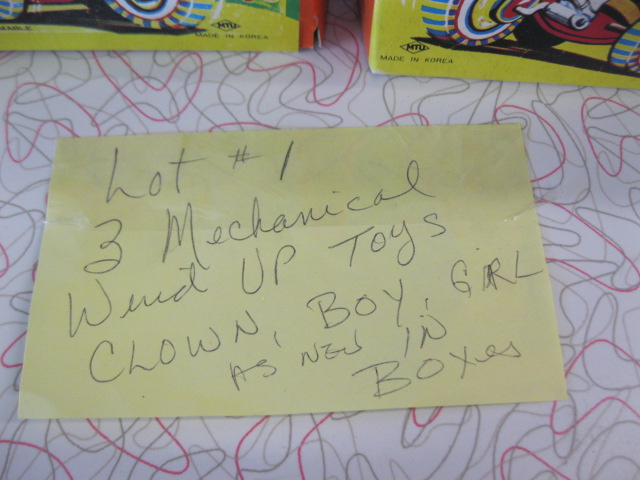 MTU
MADE IN KOREA
MTU
MADE IN KOREA
Lot #1
3 Mechanical
Wind UP Toys
CLOWN, BOY, GIRL
AS NEW IN
BOXES